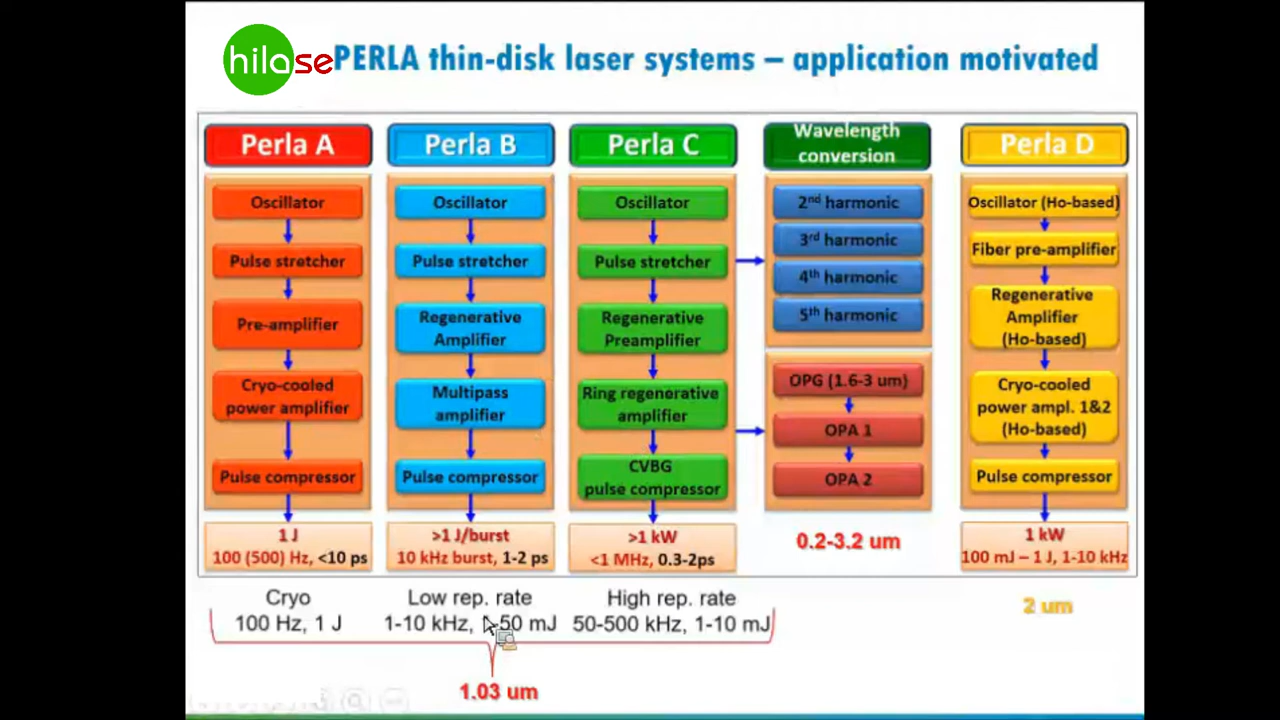 hilase
PERLA thin-disk laser systems – application motivated
Perla A
Oscillator
Pulse stretcher
Pre-amplifier
Cryo-cooled
power amplifier
Pulse compressor
1 J
100 (500) Hz, <10 ps
Perla B
Oscillator
Pulse stretcher
Regenerative
Amplifier
Multipass
amplifier
Pulse compressor
>1 J/burst
10 kHz burst, 1-2 ps
Perla C
Oscillator
Pulse stretcher
Regenerative
Preamplifier
Ring regenerative
amplifier
CVBG
pulse compressor
>1 kW
<1 MHz, 0.3-2ps
Wavelength
conversion
2nd harmonic
3rd harmonic
4th harmonic
5th harmonic
OPG (1.6-3 um)
OPA 1
OPA 2
0.2-3.2 um
Perla D
Oscillator (Ho-based)
Fiber pre-amplifier
Regenerative
Amplifier
(Ho-based)
Cryo-cooled
power ampl. 1&2
(Ho-based)
Pulse compressor
1 kW
100 mJ – 1 J, 1-10 kHz
2 um
Cryo
100 Hz, 1 J
Low rep. rate
1-10 kHz, 50 mJ
High rep. rate
50-500 kHz, 1-10 mJ
1.03 um